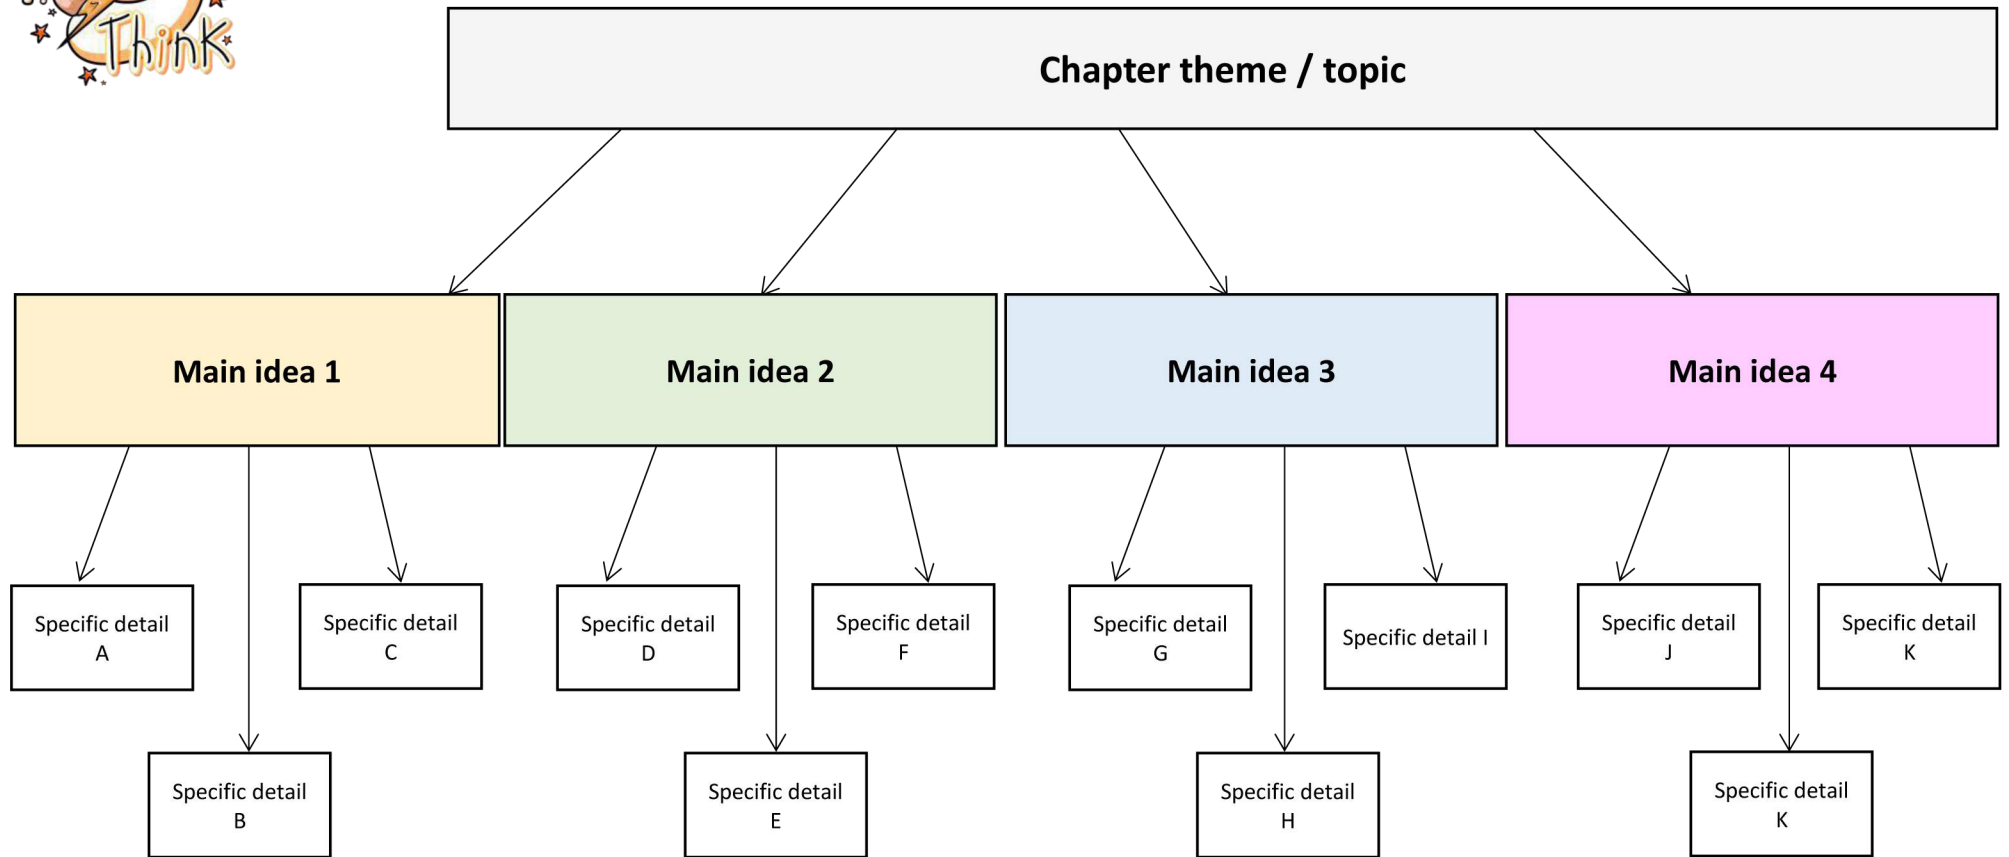 Think
Chapter theme / topic
Main idea 1
Main idea 2
Main idea 3
Main idea 4
Specific detail
A
Specific detail
C
Specific detail
D
Specific detail
F
Specific detail
G
Specific detail I
Specific detail
J
Specific detail
K
Specific detail
B
Specific detail
E
Specific detail
H
Specific detail
K